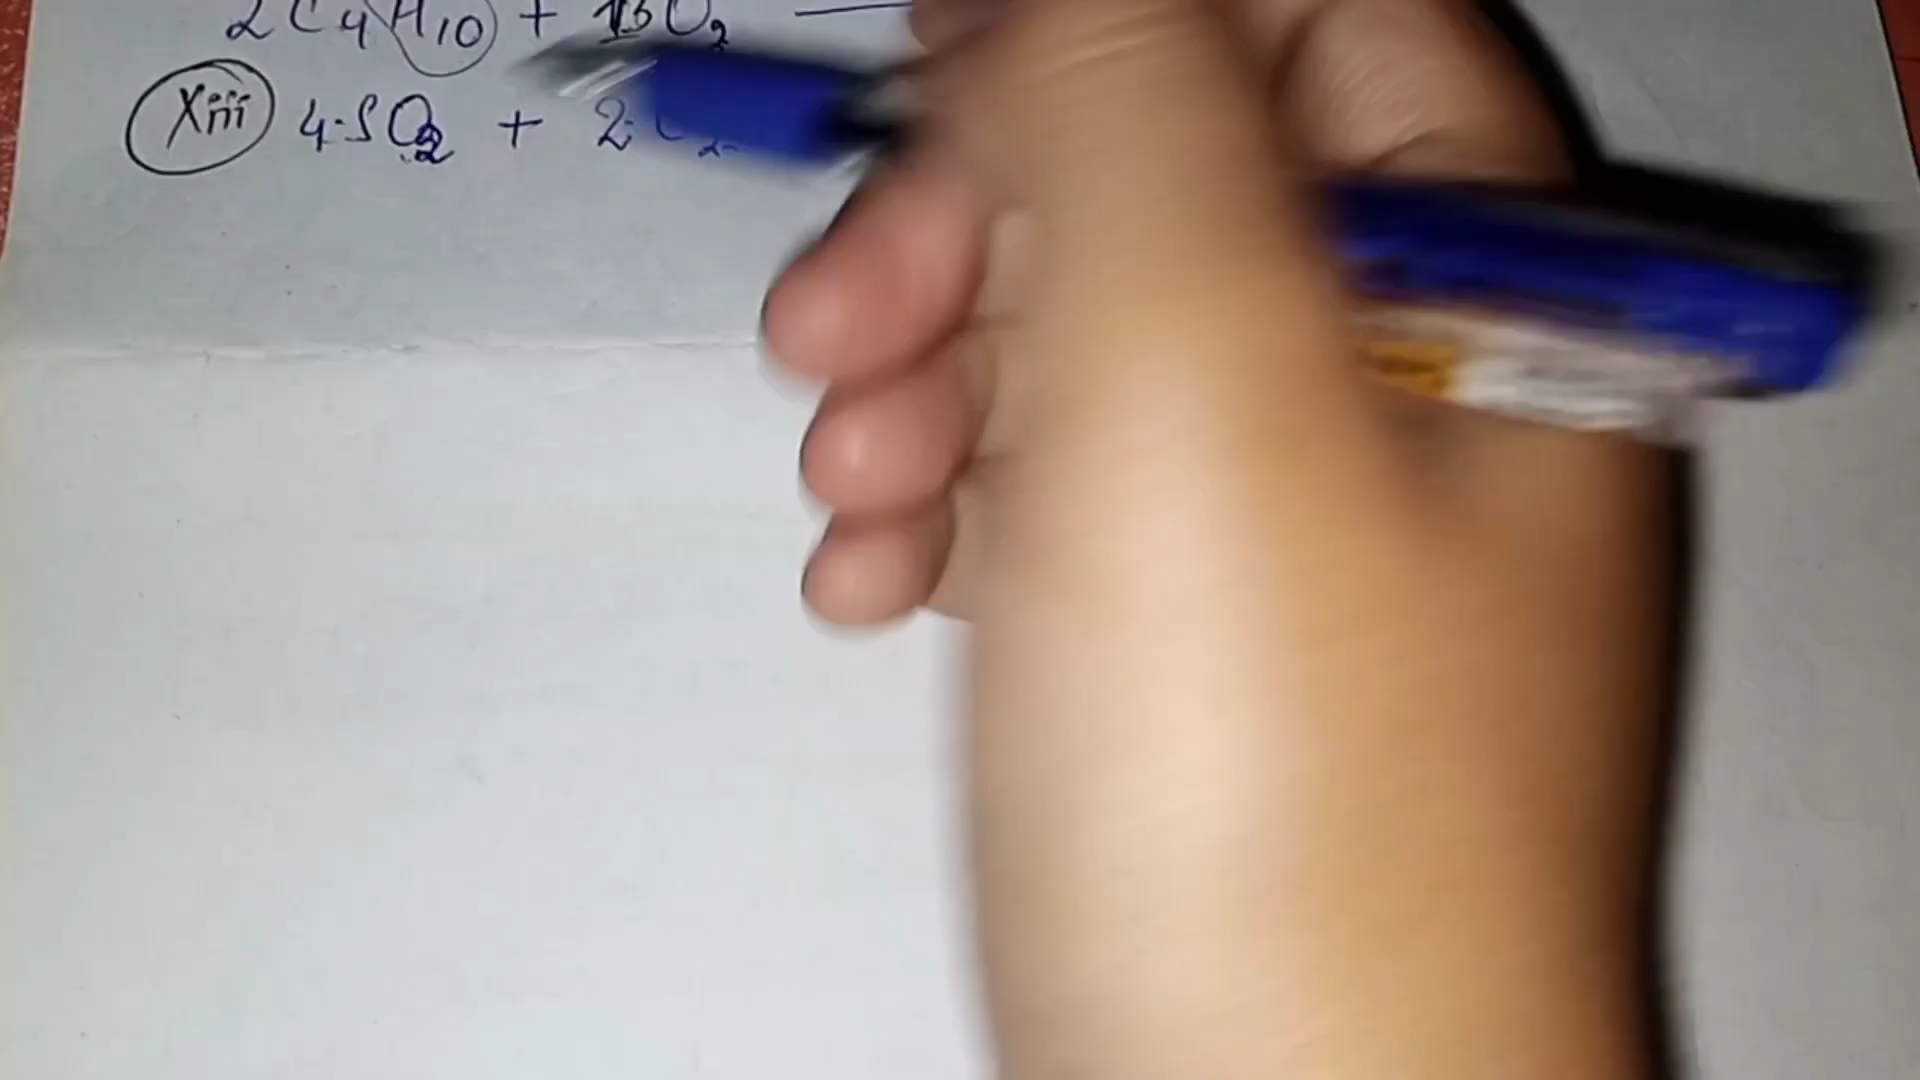 2C₄H₁₀ + 13O₂ —
Xiii 4·SO₂ + 2·